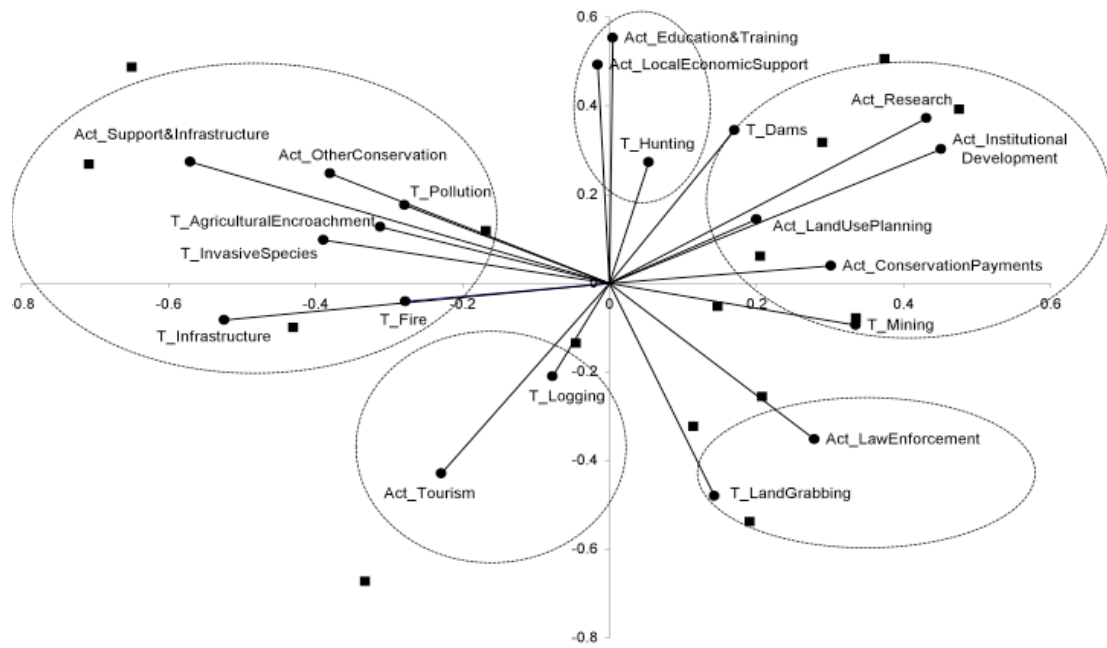 0.6
Act_Education&Training
Act_LocalEconomicSupport
0.4
Act_Research
T_Dams
Act_Institutional
Development
Act_Support&Infrastructure
Act_OtherConservation
T_Hunting
T_Pollution
0.2
T_AgriculturalEncroachment
Act_LandUsePlanning
T_InvasiveSpecies
Act_ConservationPayments
0
-0.8
-0.6
-0.4
-0.2
0
0.2
0.4
0.6
T_Infrastructure
T_Fire
T_Mining
-0.2
T_Logging
-0.4
Act_LawEnforcement
Act_Tourism
T_LandGrabbing
-0.6
-0.8